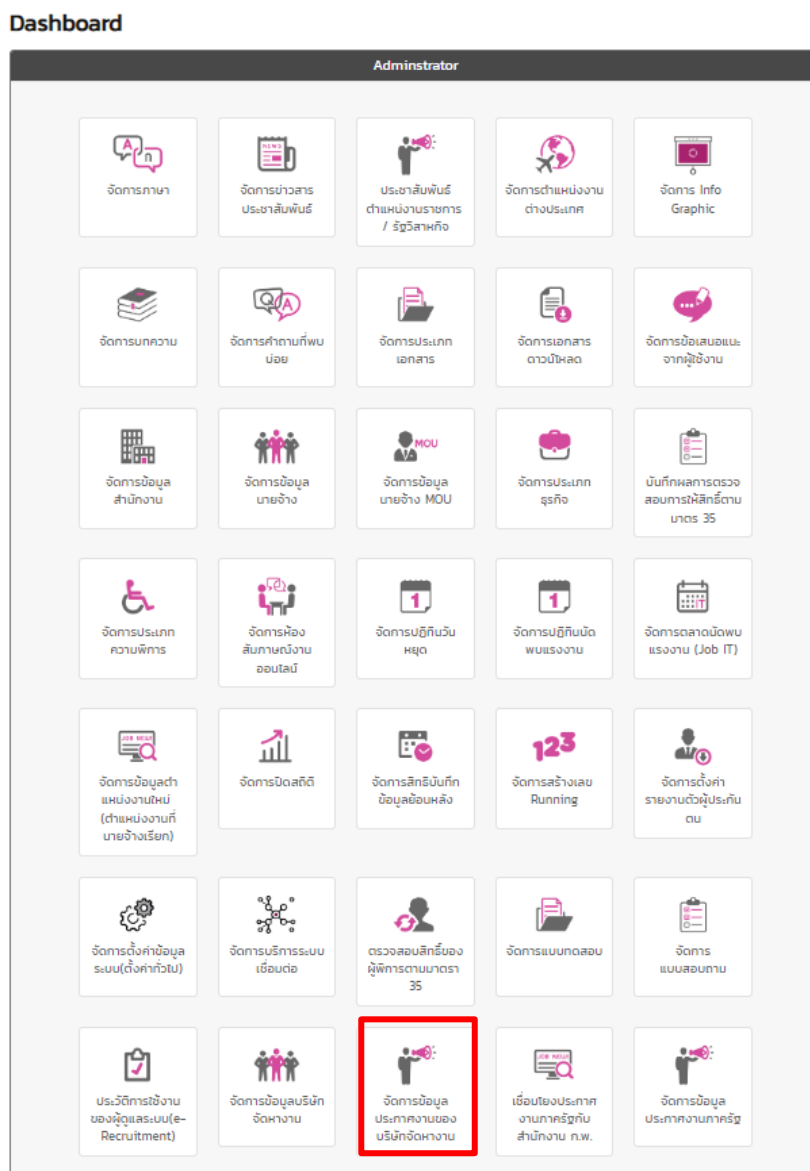 Dashboard
Adminstrator
จัดการภาษา
จัดการข่าวสาร
ประชาสัมพันธ์
ประชาสัมพันธ์
ตำแหน่งงานราชการ
/ รัฐวิสาหกิจ
จัดการตำแหน่งงาน
ต่างประเทศ
จัดการ Info
Graphic
จัดการบทความ
จัดการคำถามที่พบ
บ่อย
จัดการประเภท
เอกสาร
จัดการเอกสาร
ดาวน์โหลด
จัดการข้อเสนอแนะ
จากผู้ใช้งาน
จัดการข้อมูล
สำนักงาน
จัดการข้อมูล
นายจ้าง
MOU
จัดการข้อมูล
นายจ้าง MOU
จัดการประเภท
ธุรกิจ
บันทึกผลการตรวจ
สอบการให้สิทธิ์ตาม
มาตร 35
จัดการประเภท
ความพิการ
จัดการห้อง
สัมภาษณ์งาน
ออนไลน์
1
จัดการปฏิทินวัน
หยุด
1
จัดการปฏิทินนัด
พบแรงงาน
IT
จัดการตลาดนัดพบ
แรงงาน (Job IT)
JOB NOW!
จัดการข้อมูลตำ
แหน่งงานใหม่
(ตำแหน่งงานที่
นายจ้างเรียก)
จัดการปิดสถิติ
จัดการสิทธิบันทึก
ข้อมูลย้อนหลัง
123
จัดการสร้างเลข
Running
จัดการตั้งค่า
รายงานตัวผู้ประกัน
ตน
จัดการตั้งค่าข้อมูล
ระบบ(ตั้งค่าทั่วไป)
จัดการบริการระบบ
เชื่อมต่อ
ตรวจสอบสิทธิ์ของ
ผู้พิการตามมาตรา
35
จัดการแบบทดสอบ
จัดการ
แบบสอบถาม
ประวัติการใช้งาน
ของผู้ดูแลระบบ(e-
Recruitment)
จัดการข้อมูลบริษัท
จัดหางาน
จัดการข้อมูล
ประกาศงานของ
บริษัทจัดหางาน
JOB NOW!
เชื่อมโยงประกาศ
งานภาครัฐกับ
สำนักงาน ก.พ.
จัดการข้อมูล
ประกาศงานภาครัฐ